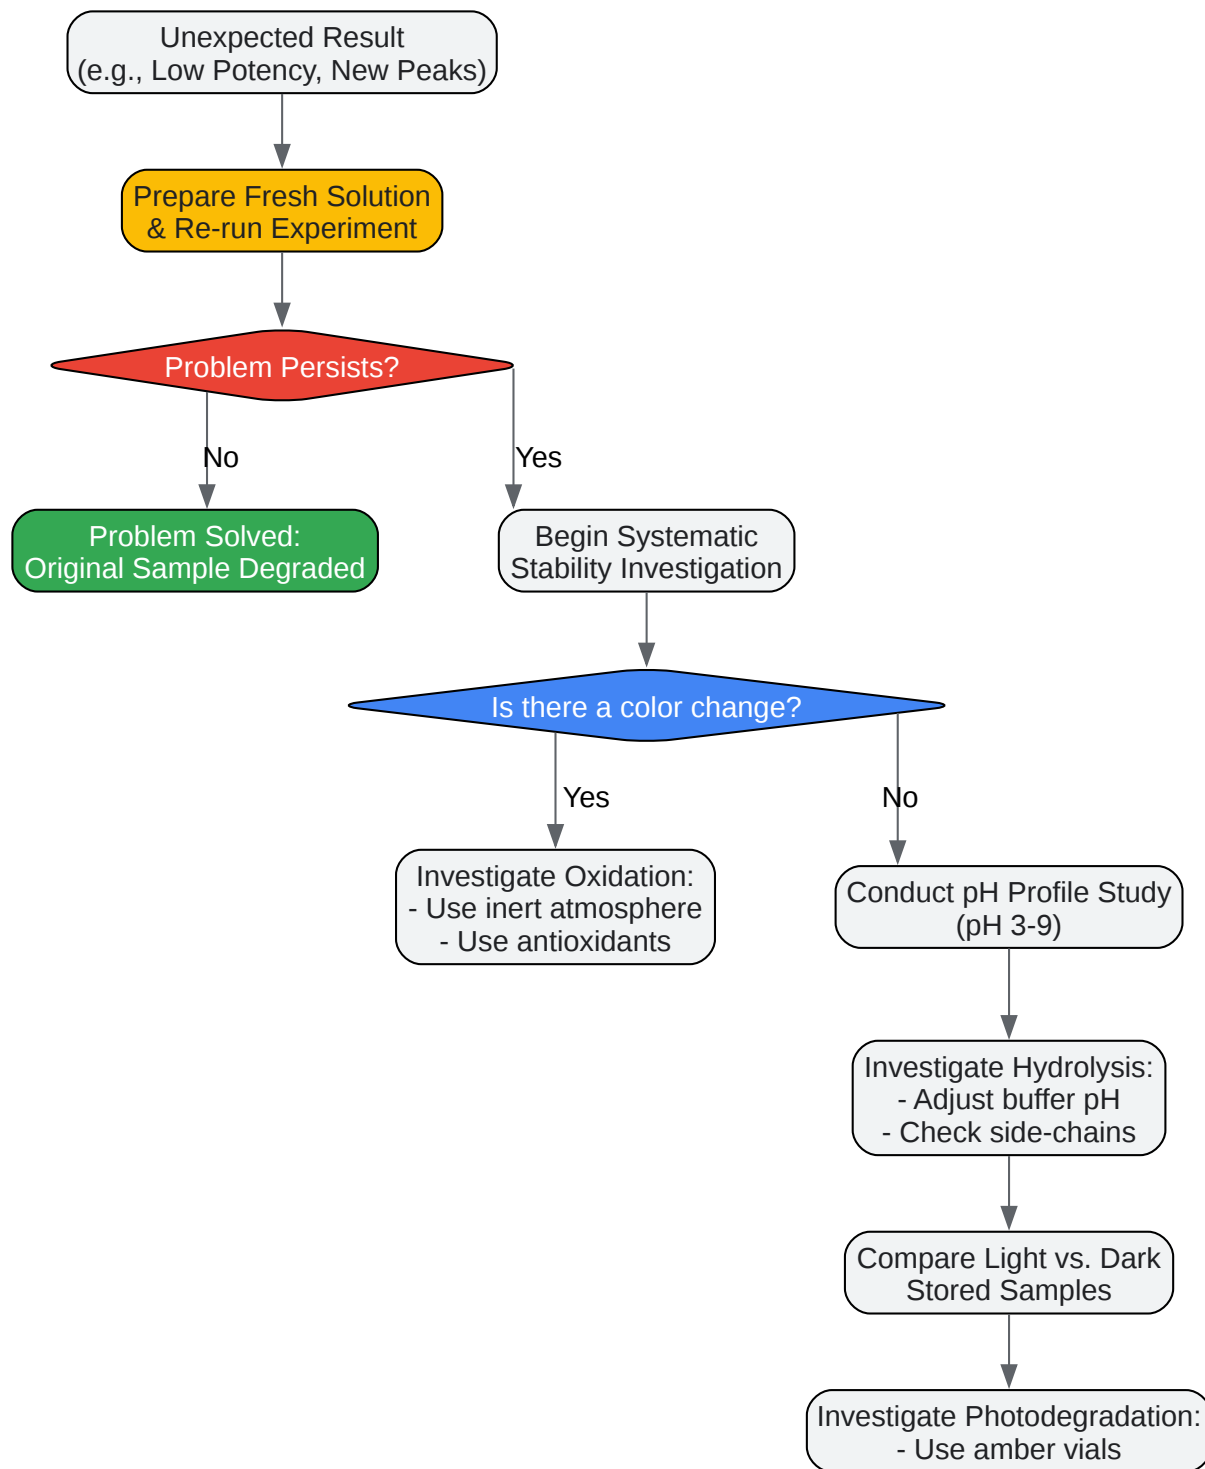 Unexpected Result
(e.g., Low Potency, New Peaks)
Prepare Fresh Solution
& Re-run Experiment
Problem Persists?
No
Yes
Problem Solved:
Original Sample Degraded
Begin Systematic
Stability Investigation
Is there a color change?
Yes
No
Investigate Oxidation:
- Use inert atmosphere
- Use antioxidants
Conduct pH Profile Study
(pH 3-9)
Investigate Hydrolysis:
- Adjust buffer pH
- Check side-chains
Compare Light vs. Dark
Stored Samples
Investigate Photodegradation:
- Use amber vials